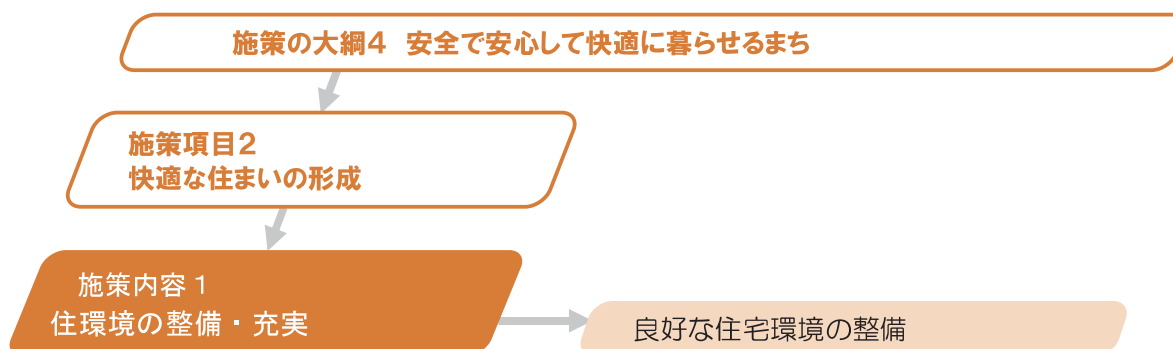 施策の大綱4 安全で安心して快適に暮らせるまち
施策項目2
快適な住まいの形成
施策内容1
住環境の整備・充実
良好な住宅環境の整備